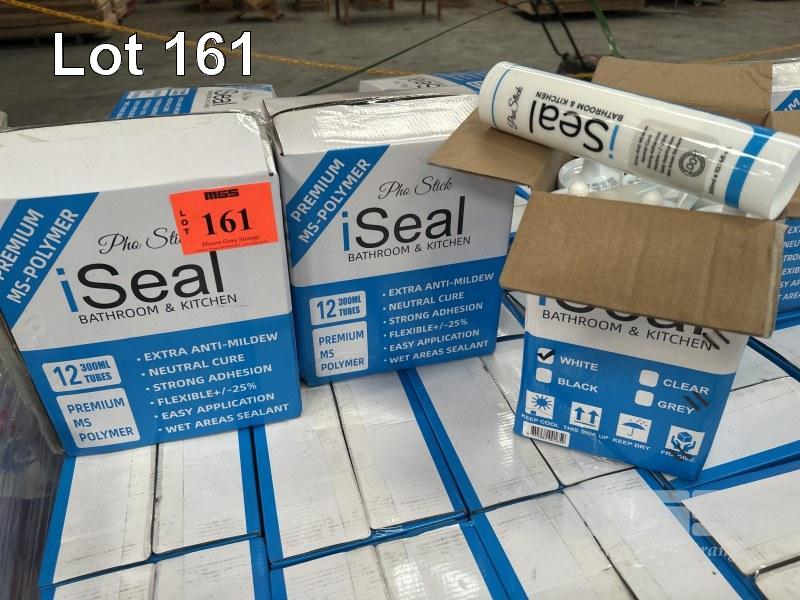 Lot 161
PREMIUM
MS-POLYMER
Pho
iSeal
BATHROOM & KITCHEN
MGS
LOT
161
Mason Gray Strange
12 300ML
TUBES
PREMIUM
MS
POLYMER
• EXTRA ANTI-MILDEW
• NEUTRAL CURE
• STRONG ADHESION
• FLEXIBLE+/-25%
• EASY APPLICATION
• WET AREAS SEALANT
PREMIUM
MS-POLYMER
Pho Stick
iSeal
BATHROOM & KITCHEN
12 300ML
TUBES
PREMIUM
MS
POLYMER
• EXTRA ANTI-MILDEW
• NEUTRAL CURE
• STRONG ADHESION
• FLEXIBLE+/-25%
• EASY APPLICATION
• WET AREAS SEALANT
Pho Stick
iSeal
BATHROOM & KITCHEN
iSeal
BATHROOM & KITCHEN
WHITE
CLEAR
BLACK
GREY
KEEP COOL THIS SIDE UP KEEP DRY FRAGILE